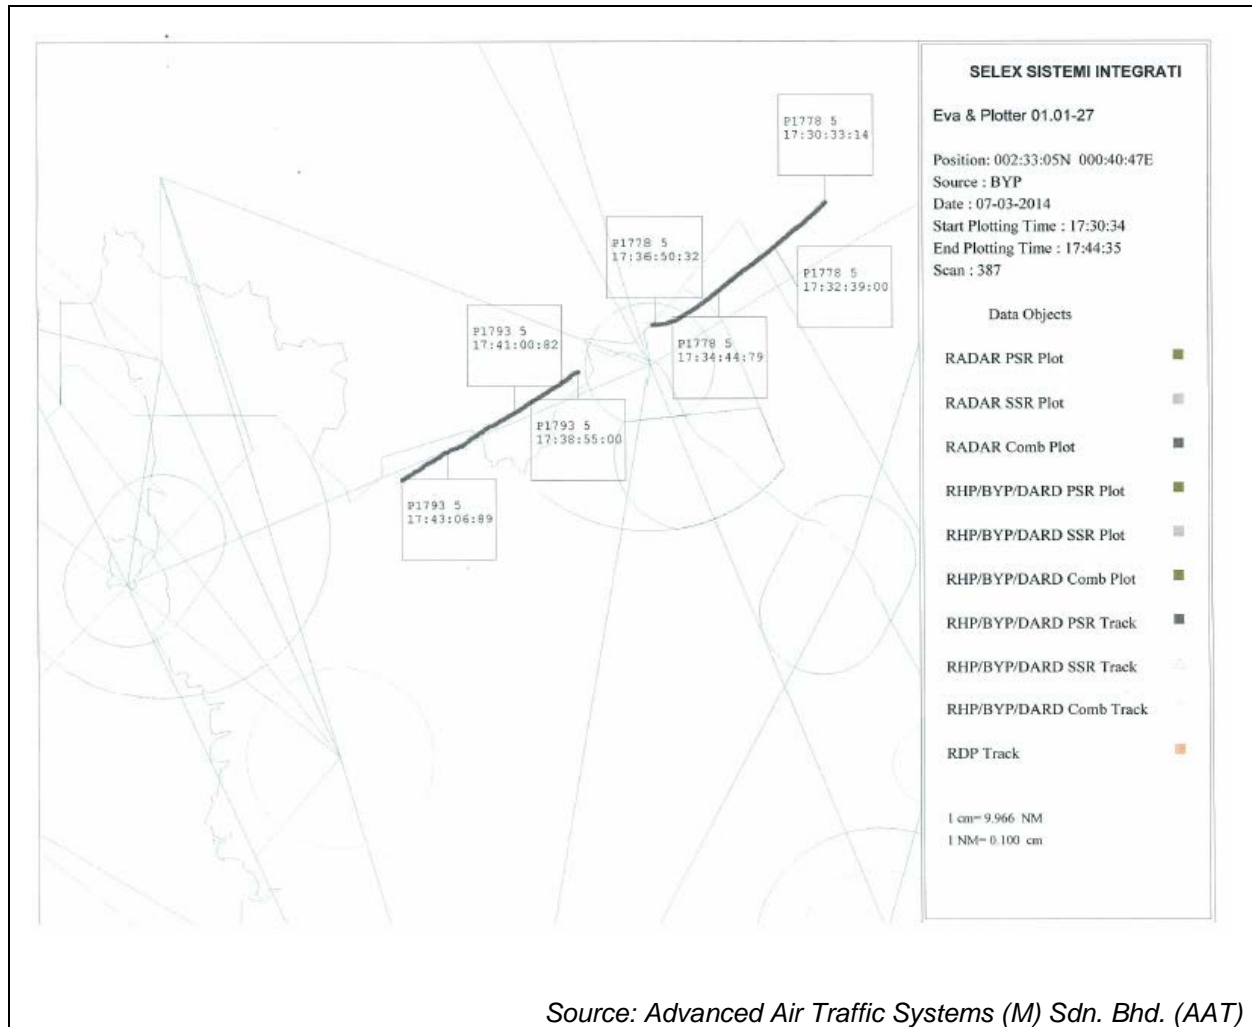 SELEX SISTEMI INTEGRATI
Eva & Plotter 01.01-27
Position: 002:33:05N 000:40:47E
Source : BYP
Date : 07-03-2014
Start Plotting Time : 17:30:34
End Plotting Time : 17:44:35
Scan : 387
Data Objects
RADAR PSR Plot
RADAR SSR Plot
RADAR Comb Plot
RHP/BYP/DARD PSR Plot
RHP/BYP/DARD SSR Plot
RHP/BYP/DARD Comb Plot
RHP/BYP/DARD PSR Track
RHP/BYP/DARD SSR Track
RHP/BYP/DARD Comb Track
RDP Track
1 cm= 9.966 NM
1 NM= 0.100 cm
P1778 5
17:30:33:14
P1778 5
17:36:50:32
P1778 5
17:32:39:00
P1778 5
17:34:44:79
P1793 5
17:41:00:82
P1793 5
17:38:55:00
P1793 5
17:43:06:89
Source: Advanced Air Traffic Systems (M) Sdn. Bhd. (AAT)